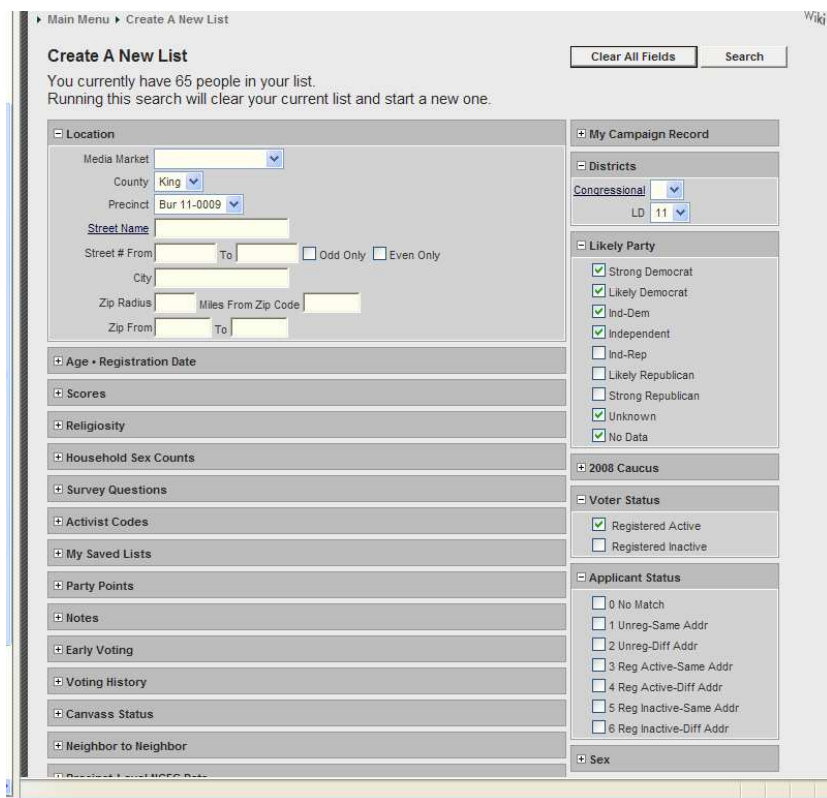 Main Menu Create A New List
Wiki
Create A New List
Clear All Fields Search
You currently have 65 people in your list.
Running this search will clear your current list and start a new one.
Location
Media Market
County King
Precinct Bur 11-0009
Street Name
Street # From To Odd Only Even Only
City
Zip Radius Miles From Zip Code
Zip From To
Age • Registration Date
Scores
Religiosity
Household Sex Counts
Survey Questions
Activist Codes
My Saved Lists
Party Points
Notes
Early Voting
Voting History
Canvass Status
Neighbor to Neighbor
My Campaign Record
Districts
Congressional
LD 11
Likely Party
Strong Democrat
Likely Democrat
Ind-Dem
Independent
Ind-Rep
Likely Republican
Strong Republican
Unknown
No Data
2008 Caucus
Voter Status
Registered Active
Registered Inactive
Applicant Status
0 No Match
1 Unreg-Same Addr
2 Unreg-Diff Addr
3 Reg Active-Same Addr
4 Reg Active-Diff Addr
5 Reg Inactive-Same Addr
6 Reg Inactive-Diff Addr
Sex